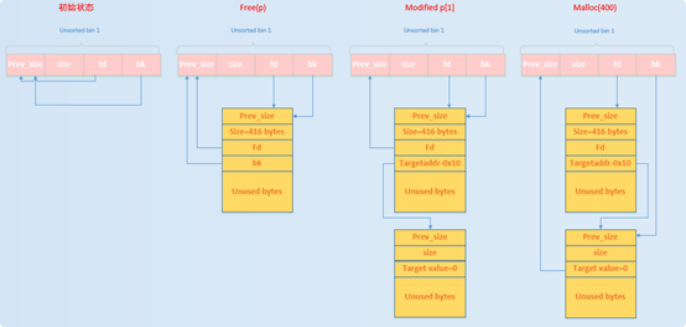 初始状态
Unsorted bin 1
Prev_size size fd bk
Free(p)
Unsorted bin 1
Prev_size size fd bk
Prev_size
Size=416 bytes
Fd
bk
Unused bytes
Modified p[1]
Unsorted bin 1
Prev_size size fd bk
Prev_size
Size=416 bytes
Fd
Targetaddr-0x10
Unused bytes
Prev_size
size
Target value=0
Unused bytes
Malloc(400)
Unsorted bin 1
Prev_size size fd bk
Prev_size
Size=416 bytes
Fd
Targetaddr-0x10
Unused bytes
Prev_size
size
Target value=0
Unused bytes